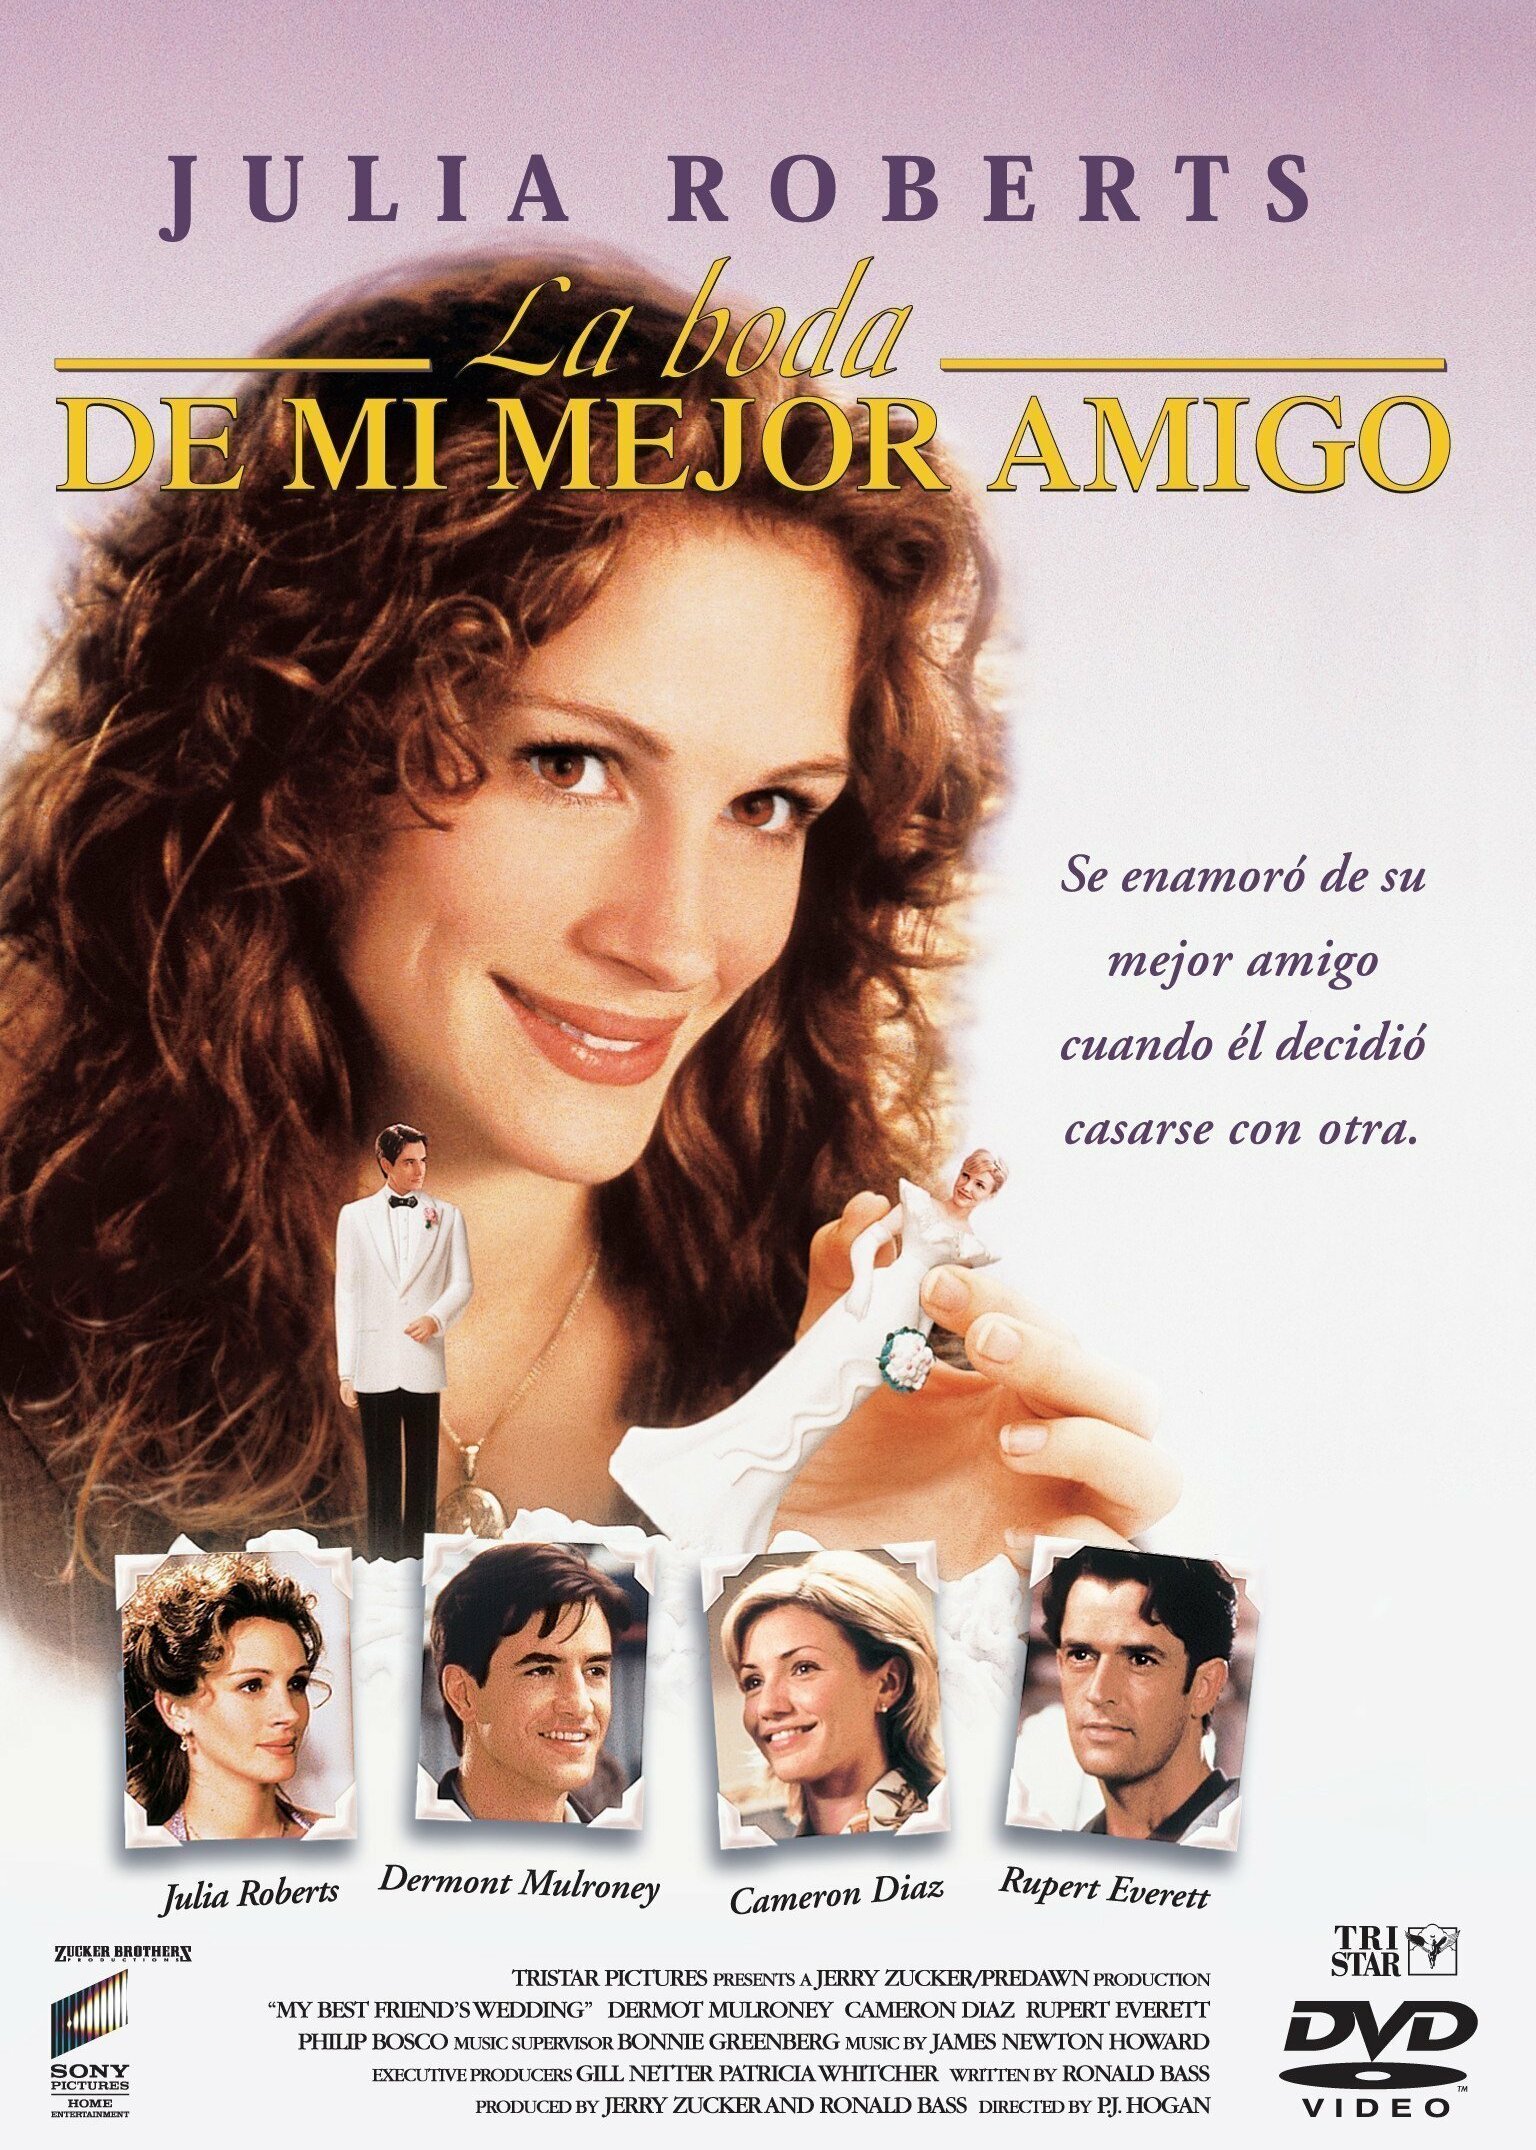 JULIA ROBERTS
La boda
DE MI MEJOR AMIGO
Se enamoró de su
mejor amigo
cuando él decidió
casarse con otra.
Julia Roberts
Dermont Mulroney
Cameron Diaz
Rupert Everett
ZUCKER BROTHERS
PRODUCTIONS
SONY
PICTURES
HOME
ENTERTAINMENT
TRISTAR PICTURES PRESENTS A JERRY ZUCKER/PREDAWN PRODUCTION
“MY BEST FRIEND’S WEDDING” DERMOT MULRONEY CAMERON DIAZ RUPERT EVERETT
PHILIP BOSCO MUSIC SUPERVISOR BONNIE GREENBERG MUSIC BY JAMES NEWTON HOWARD
EXECUTIVE PRODUCERS GILL NETTER PATRICIA WHITCHER WRITTEN BY RONALD BASS
PRODUCED BY JERRY ZUCKER AND RONALD BASS DIRECTED BY P.J. HOGAN
TRI
STAR
DVD
VIDEO™